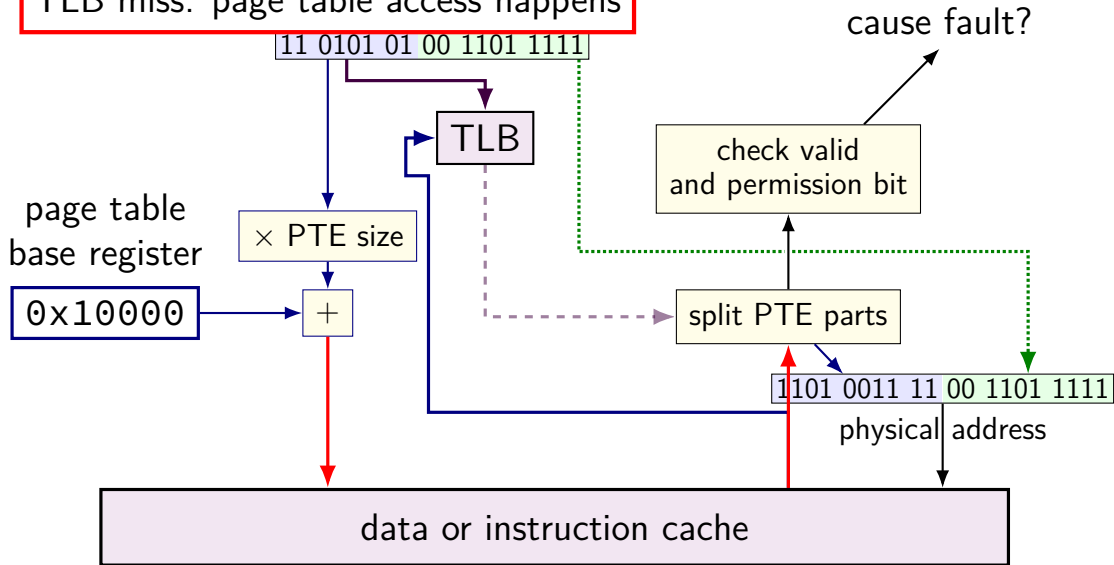 TLB miss: page table access happens
cause fault?
11 0101 01 00 1101 1111
TLB
check valid
and permission bit
page table
base register
× PTE size
0x10000
+
split PTE parts
1101 0011 11 00 1101 1111
physical address
data or instruction cache